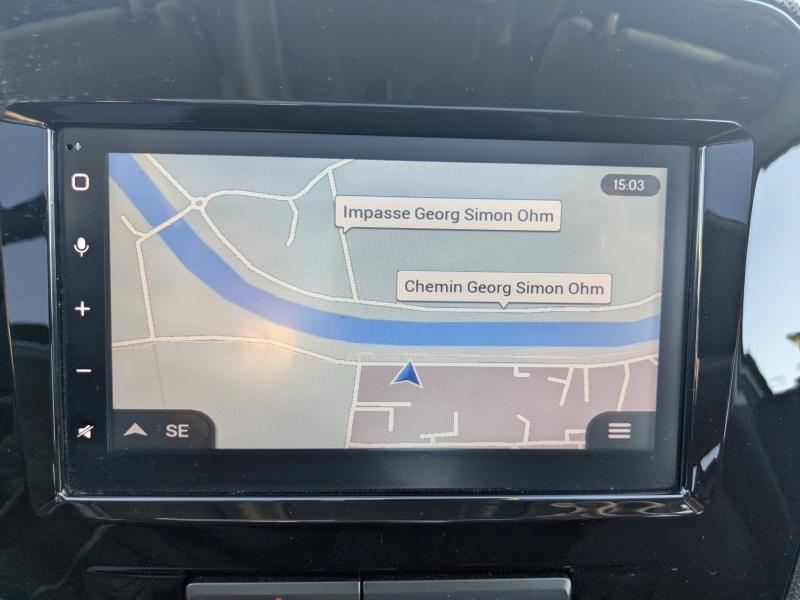 15:03
Impasse Georg Simon Ohm
Chemin Georg Simon Ohm
SE